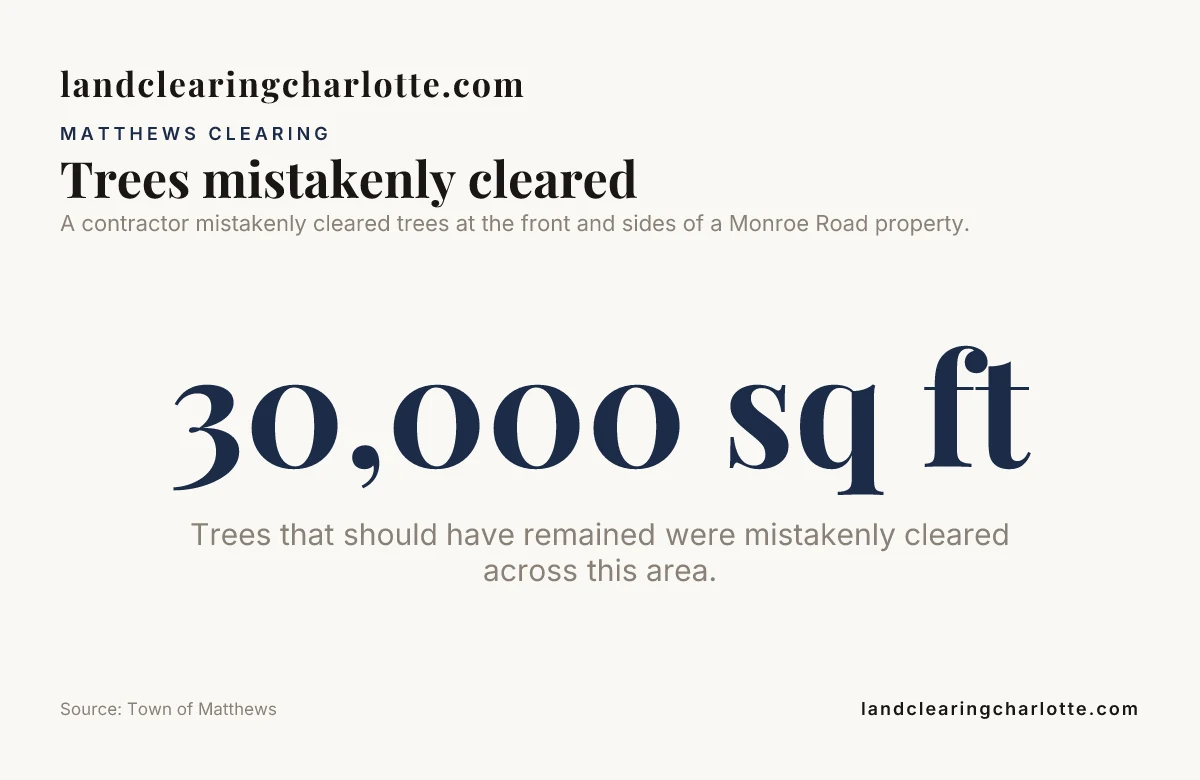 landclearingcharlotte.com
MATTHEWS CLEARING
Trees mistakenly cleared
A contractor mistakenly cleared trees at the front and sides of a Monroe Road property.
30,000 sq ft
Trees that should have remained were mistakenly cleared
across this area.
Source: Town of Matthews
landclearingcharlotte.com